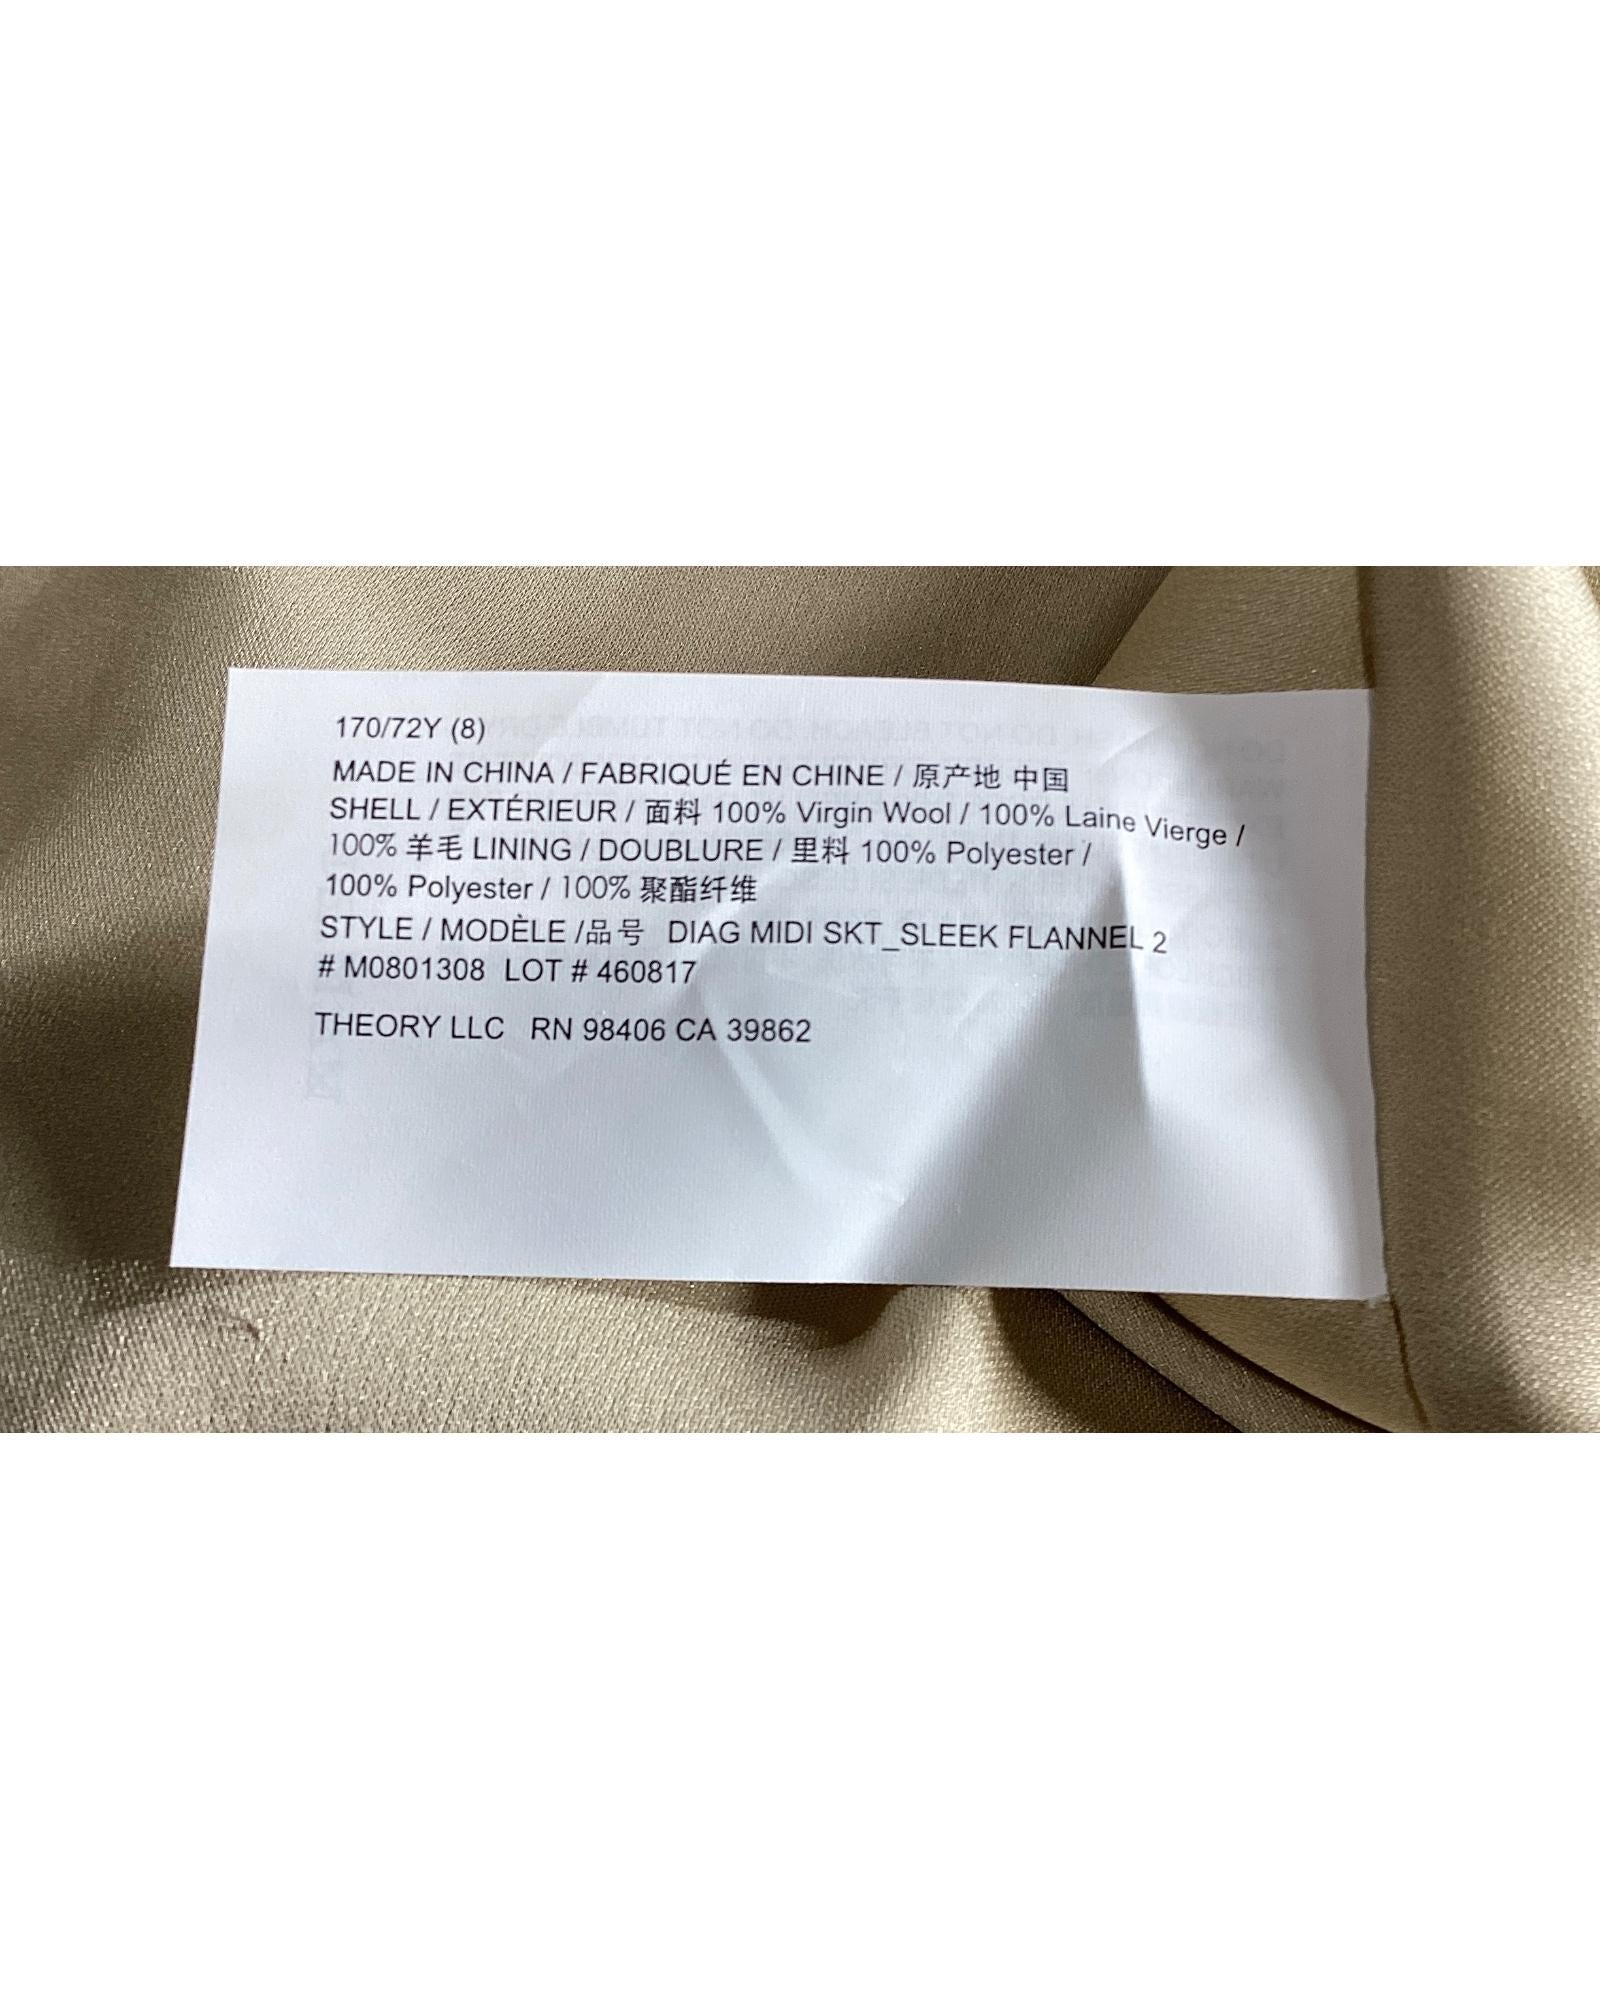 170/72Y (8)
MADE IN CHINA / FABRIQUÉ EN CHINE / 原产地 中国
SHELL / EXTÉRIEUR / 面料 100% Virgin Wool / 100% Laine Vierge /
100% 羊毛 LINING / DOUBLURE / 里料 100% Polyester /
100% Polyester / 100% 聚酯纤维
STYLE / MODÈLE /品号 DIAG MIDI SKT_SLEEK FLANNEL 2
# M0801308 LOT # 460817
THEORY LLC RN 98406 CA 39862